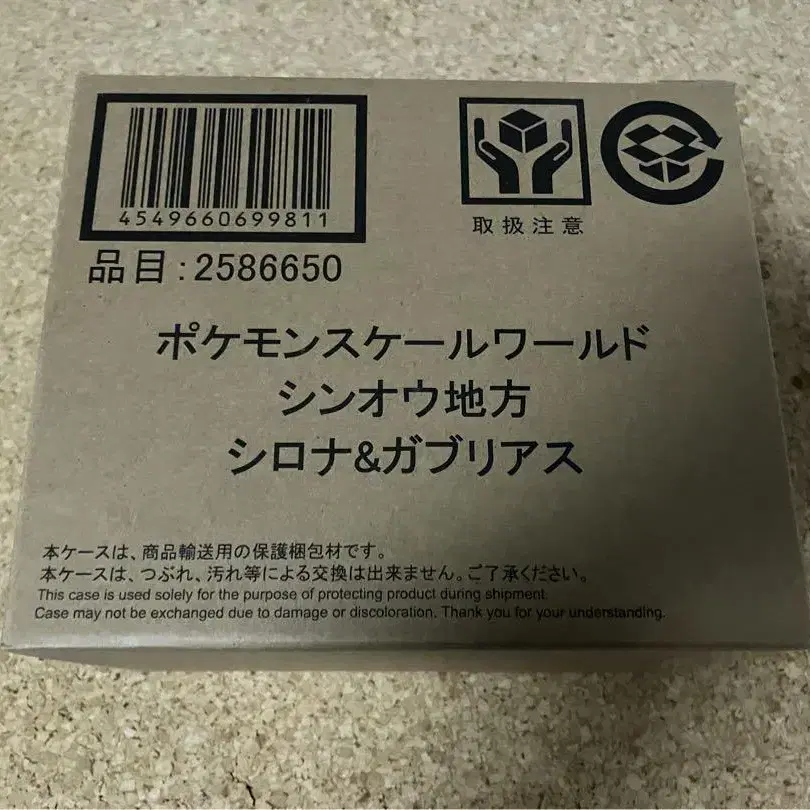 4549660699811
取扱注意
品目:2586650
ポケモンスケールワールド
シンオウ地方
シロナ&ガブリアス
本ケースは、商品輸送用の保護梱包材です。
本ケースは、つぶれ、汚れ等による交換は出来ません。ご了承ください。
This case is used solely for the purpose of protecting product during shipment.
Case may not be exchanged due to damage or discoloration. Thank you for your understanding.